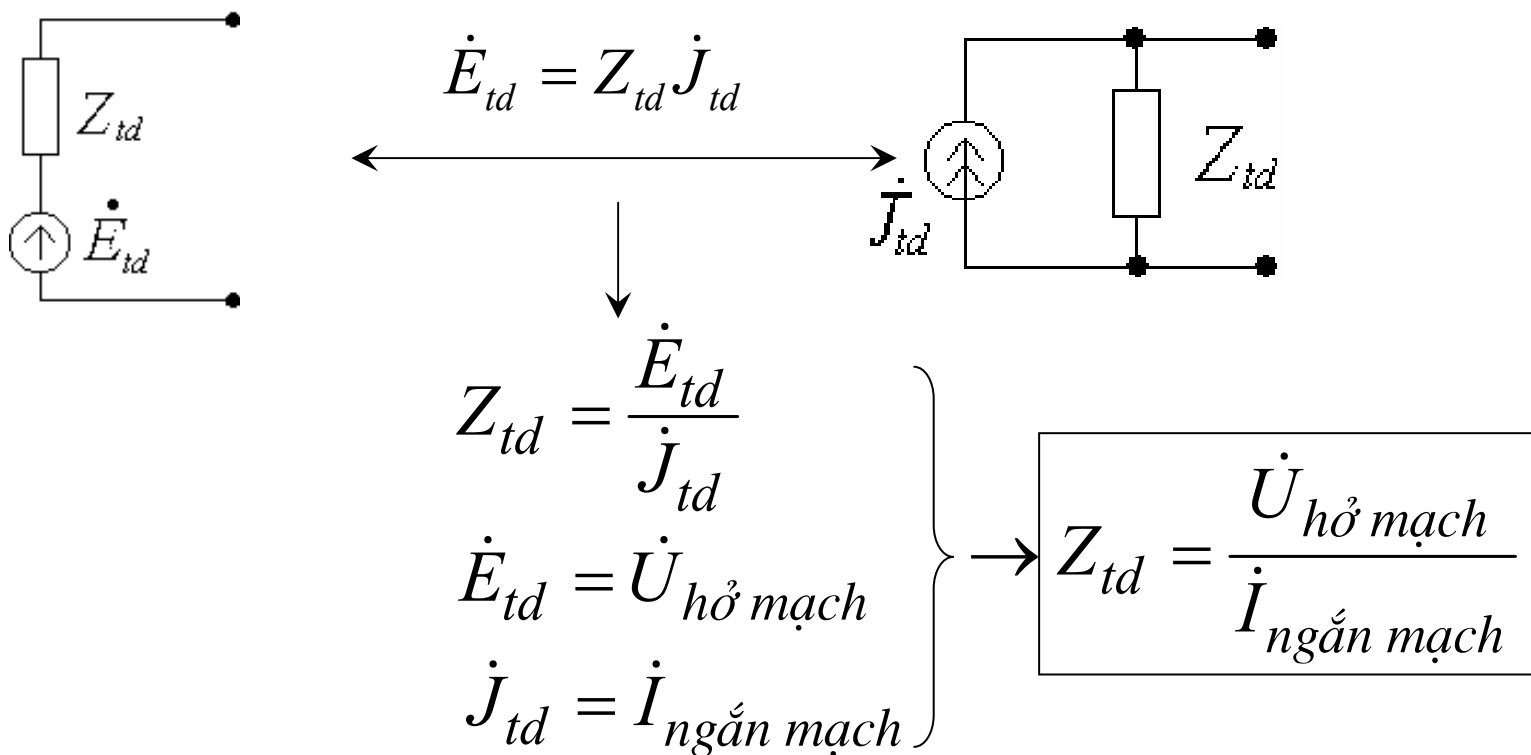 Z_td
Ė_td
Ė_td = Z_td J̇_td
J̇_td
Z_td
Z_td = Ė_td / J̇_td
Ė_td = U̇_hở mạch
J̇_td = İ_ngắn mạch
Z_td = U̇_hở mạch / İ_ngắn mạch